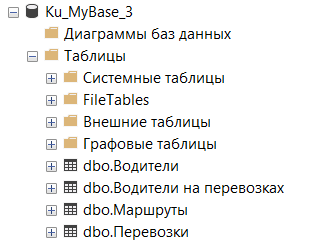 Ku_MyBase_3
Диаграммы баз данных
Таблицы
Системные таблицы
FileTables
Внешние таблицы
Графовые таблицы
dbo.Водители
dbo.Водители на перевозках
dbo.Маршруты
dbo.Перевозки